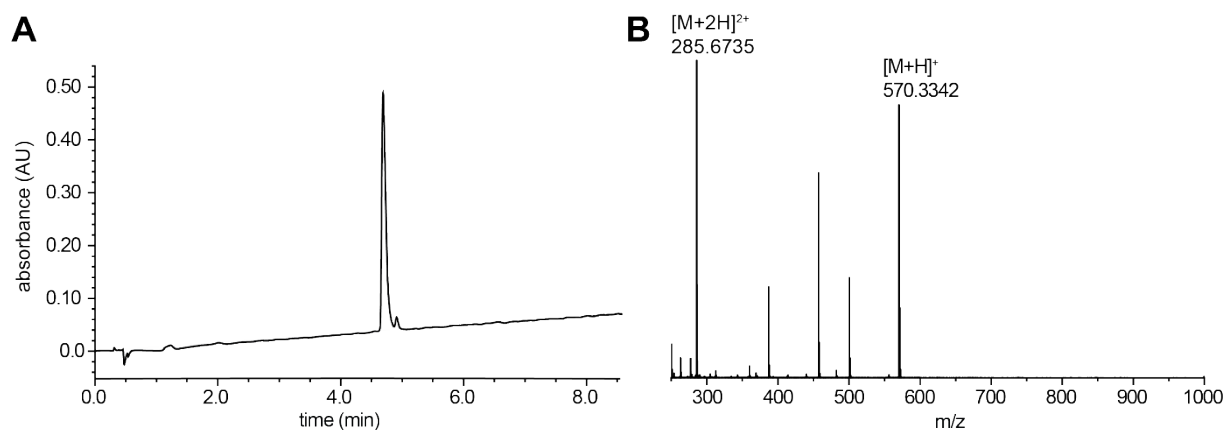 A
absorbance (AU)
0.50
0.40
0.30
0.20
0.10
0.0
0.0 2.0 4.0 6.0 8.0
time (min)
B
[M+2H]²⁺
285.6735
[M+H]⁺
570.3342
300 400 500 600 700 800 900 1000
m/z